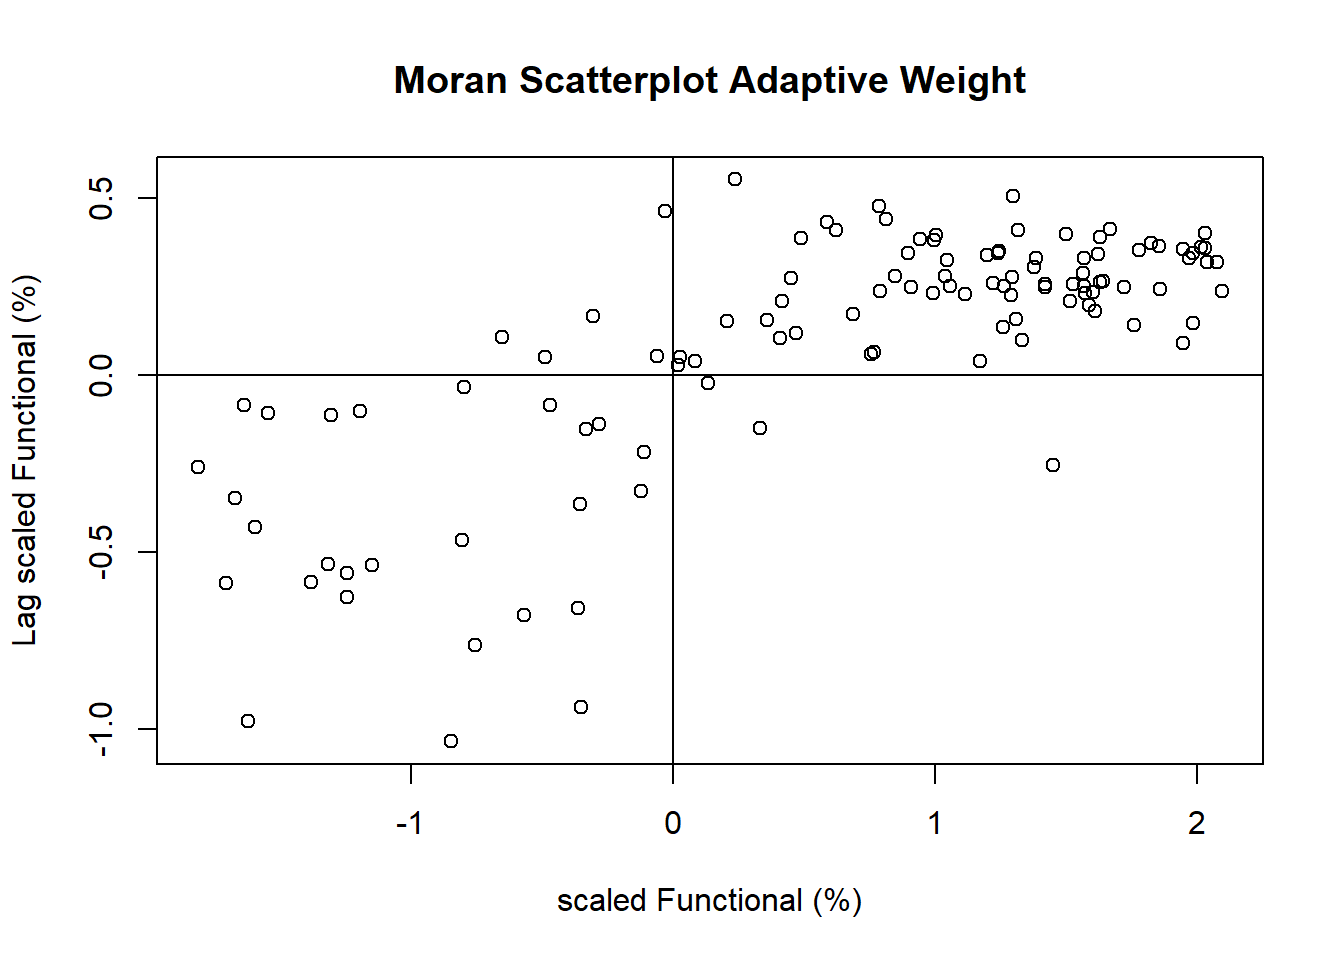 Moran Scatterplot Adaptive Weight
Lag scaled Functional (%)
0.5
0.0
-0.5
-1.0
-1 0 1 2
scaled Functional (%)